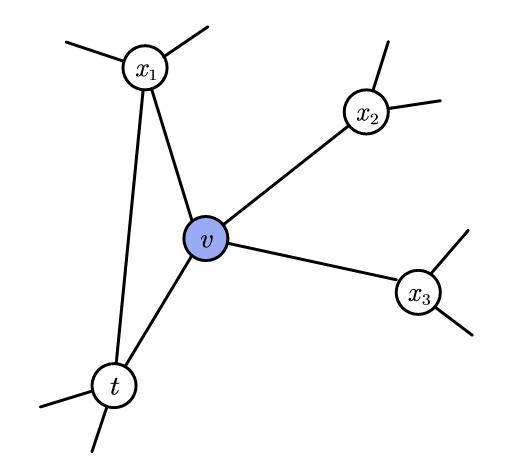 x₁
x₂
v
x₃
t